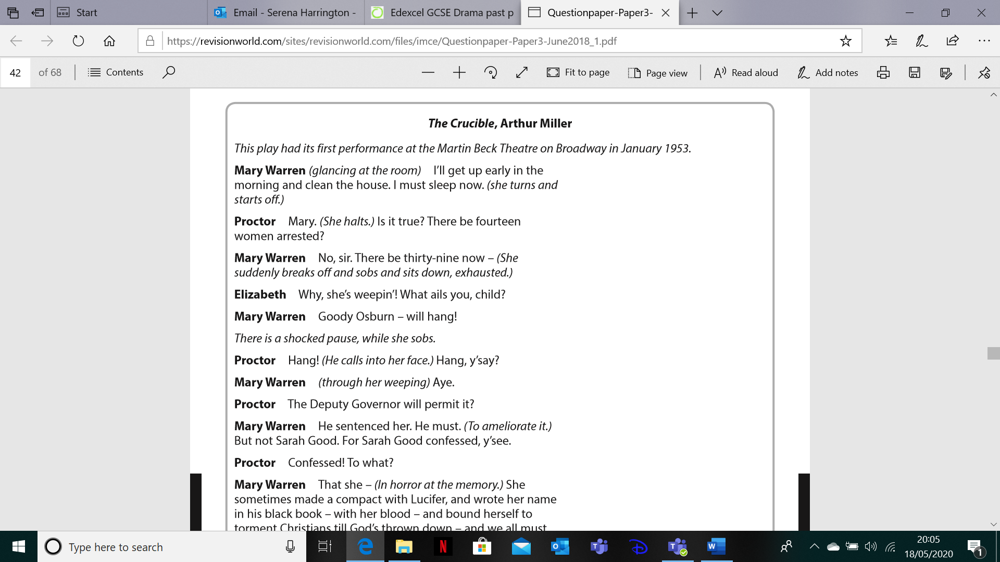 Start
Email - Serena Harrington -
Edexcel GCSE Drama past p
Questionpaper-Paper3-
https://revisionworld.com/sites/revisionworld.com/files/imce/Questionpaper-Paper3-June2018_1.pdf
42 of 68
Contents
Fit to page
Page view
Read aloud
Add notes
The Crucible, Arthur Miller
This play had its first performance at the Martin Beck Theatre on Broadway in January 1953.
Mary Warren (glancing at the room) I’ll get up early in the
morning and clean the house. I must sleep now. (she turns and
starts off.)
Proctor Mary. (She halts.) Is it true? There be fourteen
women arrested?
Mary Warren No, sir. There be thirty-nine now – (She
suddenly breaks off and sobs and sits down, exhausted.)
Elizabeth Why, she’s weepin’! What ails you, child?
Mary Warren Goody Osburn – will hang!
There is a shocked pause, while she sobs.
Proctor Hang! (He calls into her face.) Hang, y’say?
Mary Warren (through her weeping) Aye.
Proctor The Deputy Governor will permit it?
Mary Warren He sentenced her. He must. (To ameliorate it.)
But not Sarah Good. For Sarah Good confessed, y’see.
Proctor Confessed! To what?
Mary Warren That she – (In horror at the memory.) She
sometimes made a compact with Lucifer, and wrote her name
in his black book – with her blood – and bound herself to
torment Christians till God’s thrown down – and we all must
Type here to search
20:05
18/05/2020
1